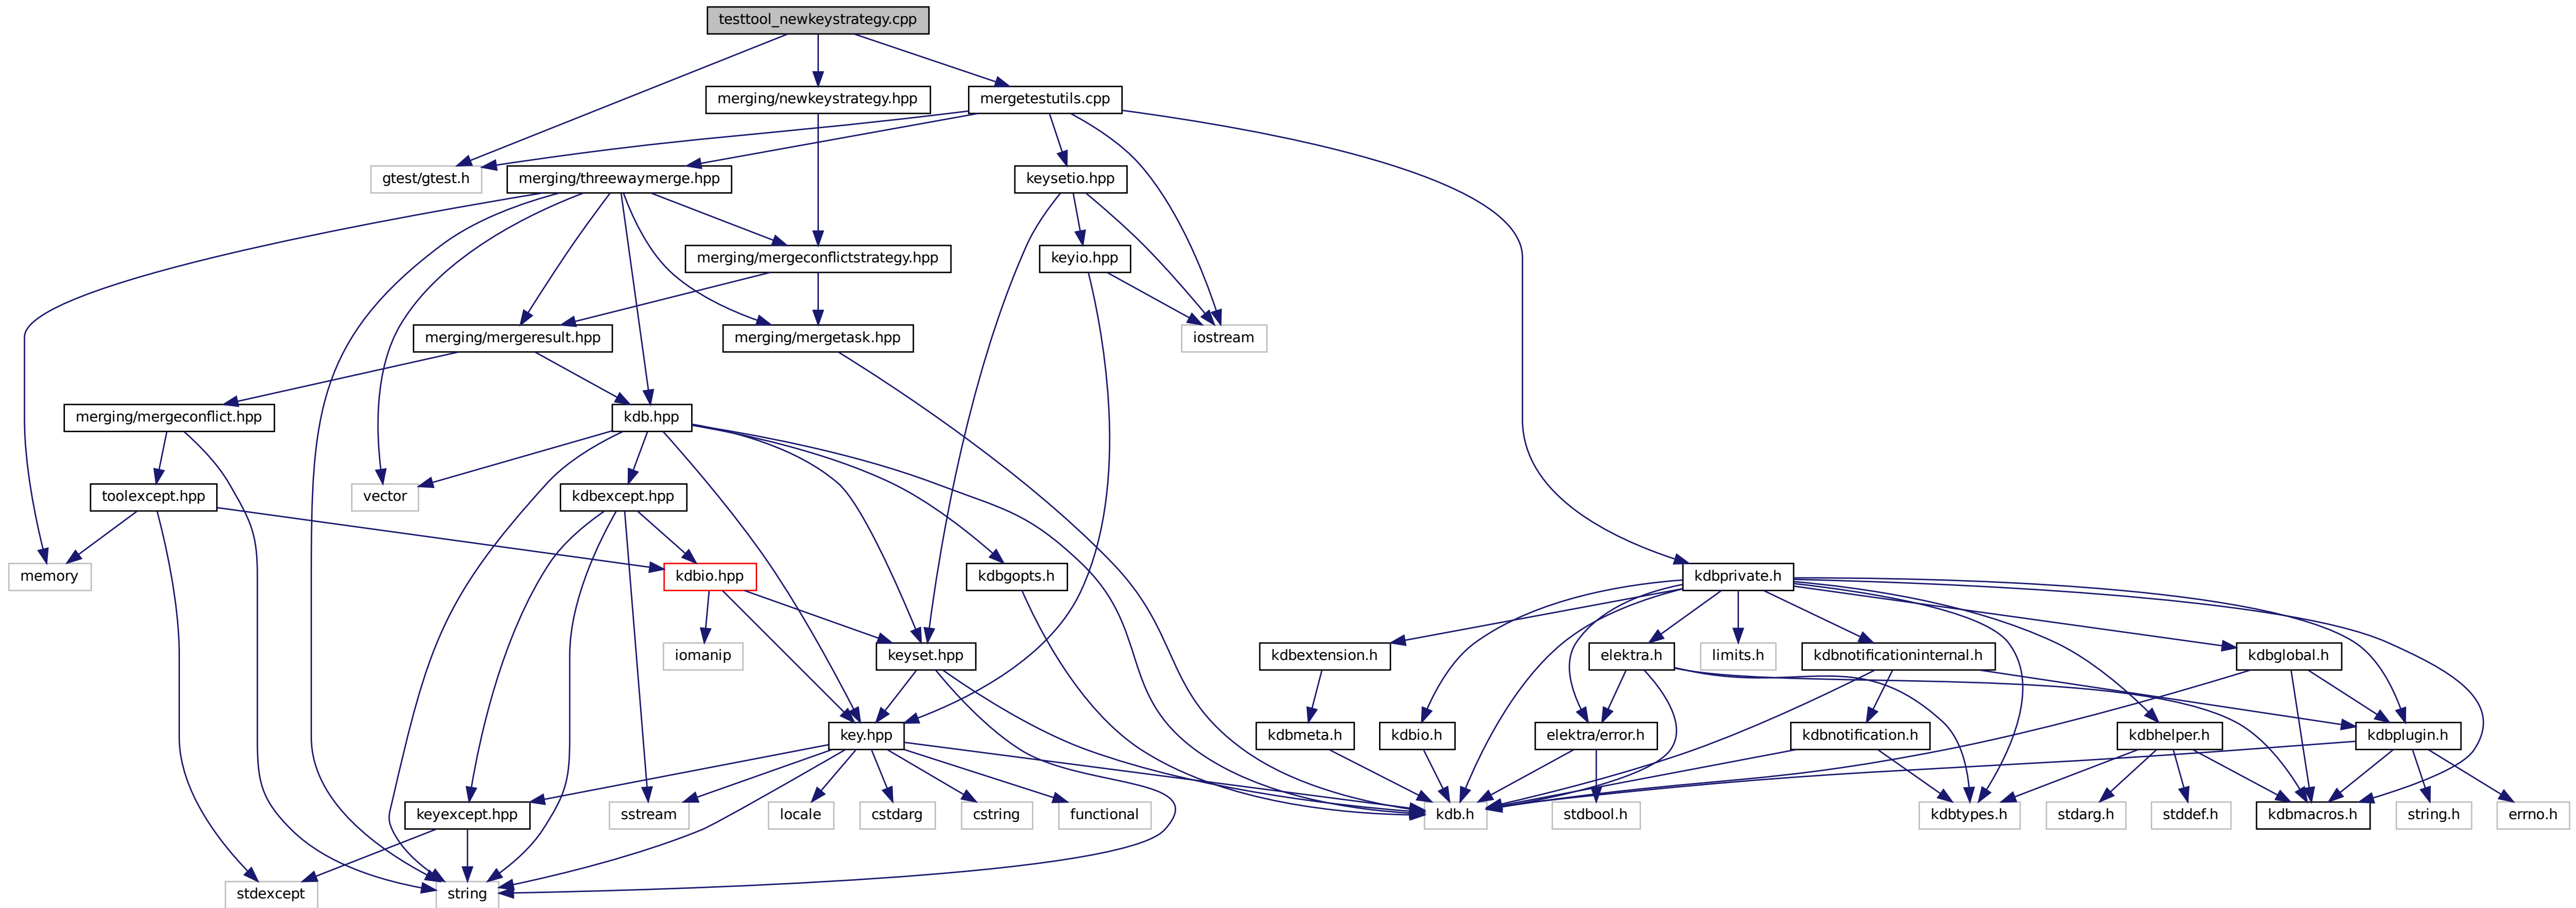 testtool_newkeystrategy.cpp
merging/newkeystrategy.hpp
mergetestutils.cpp
gtest/gtest.h
merging/threewaymerge.hpp
keysetio.hpp
merging/mergeconflictstrategy.hpp
keyio.hpp
merging/mergeresult.hpp
merging/mergetask.hpp
iostream
merging/mergeconflict.hpp
kdb.hpp
toolexcept.hpp
vector
kdbexcept.hpp
memory
kdbio.hpp
kdbgopts.h
kdbprivate.h
iomanip
keyset.hpp
kdbextension.h
elektra.h
limits.h
kdbnotificationinternal.h
kdbglobal.h
key.hpp
kdbmeta.h
kdbio.h
elektra/error.h
kdbnotification.h
kdbhelper.h
kdbplugin.h
keyexcept.hpp
sstream
locale
cstdarg
cstring
functional
kdb.h
stdbool.h
kdbtypes.h
stdarg.h
stddef.h
kdbmacros.h
string.h
errno.h
stdexcept
string